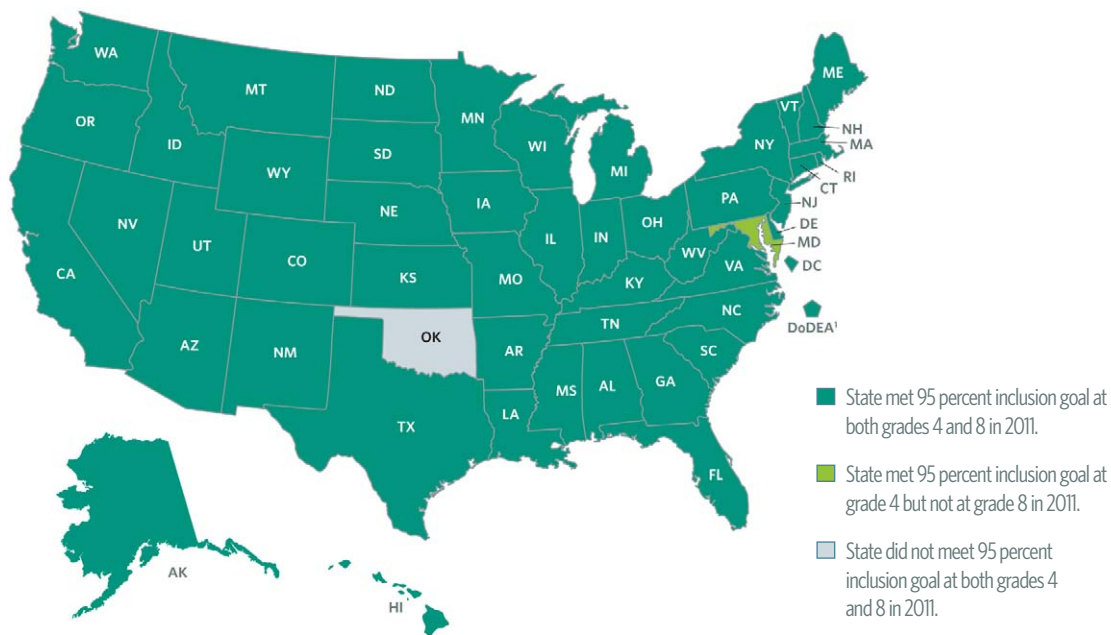 WA
MT
ND
MN
ME
VT
NH
MA
OR
ID
SD
WI
NY
WY
MI
RI
CT
NE
IA
PA
NJ
NV
UT
CO
IL
IN
OH
DE
MD
CA
KS
MO
WV
VA
DC
KY
NC
DoDEA¹
AZ
NM
OK
AR
TN
SC
MS
AL
GA
LA
TX
FL
AK
HI
State met 95 percent inclusion goal at
both grades 4 and 8 in 2011.
State met 95 percent inclusion goal at
grade 4 but not at grade 8 in 2011.
State did not meet 95 percent
inclusion goal at both grades 4
and 8 in 2011.